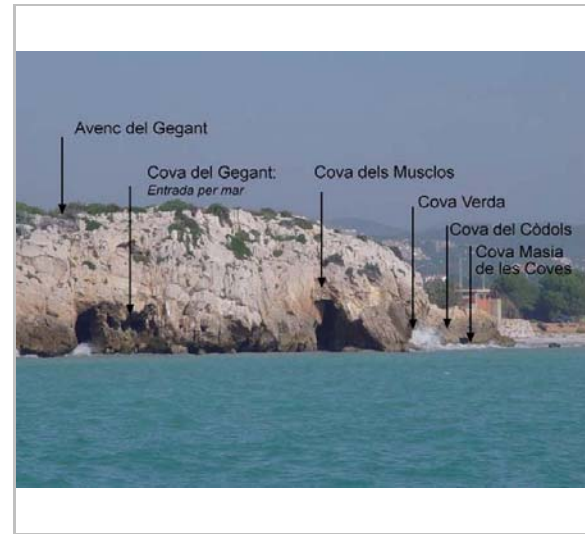 Avenc del Gegant
Cova del Gegant:
Entrada per mar
Cova dels Musclos
Cova Verda
Cova del Còdols
Cova Masia
de les Coves